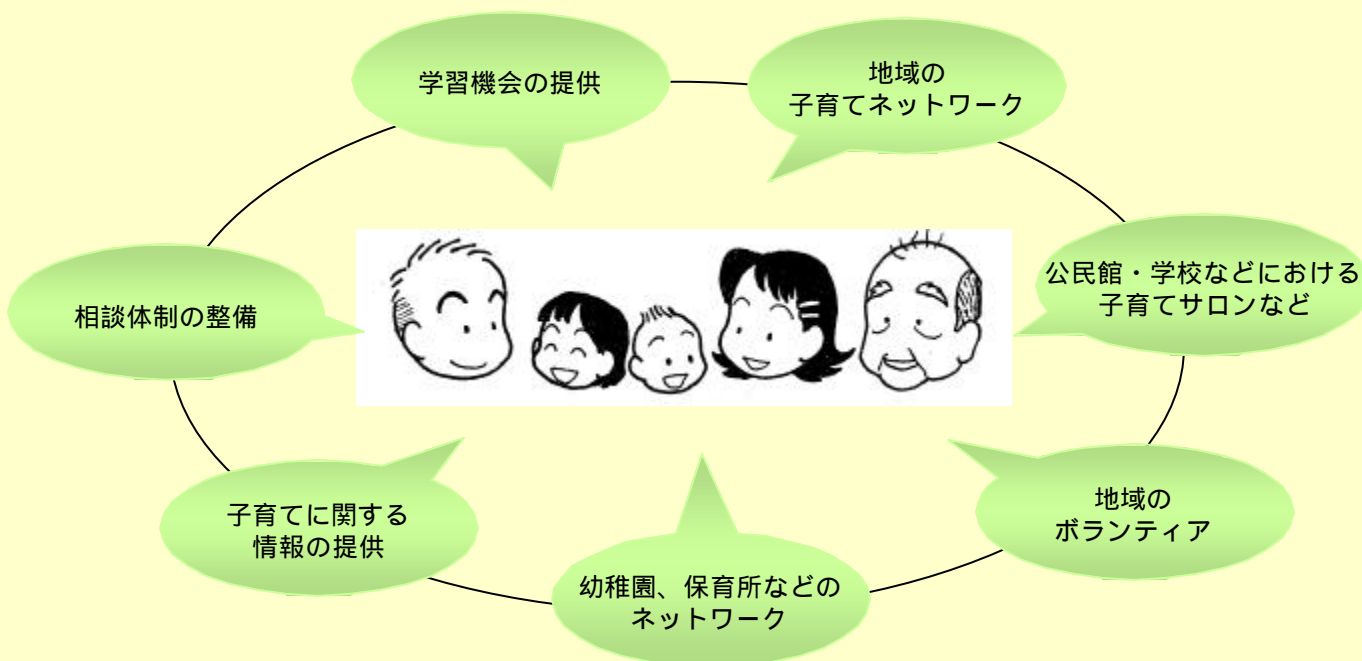 学習機会の提供
地域の
子育てネットワーク
公民館・学校などにおける
子育てサロンなど
相談体制の整備
地域の
ボランティア
子育てに関する
情報の提供
幼稚園、保育所などの
ネットワーク